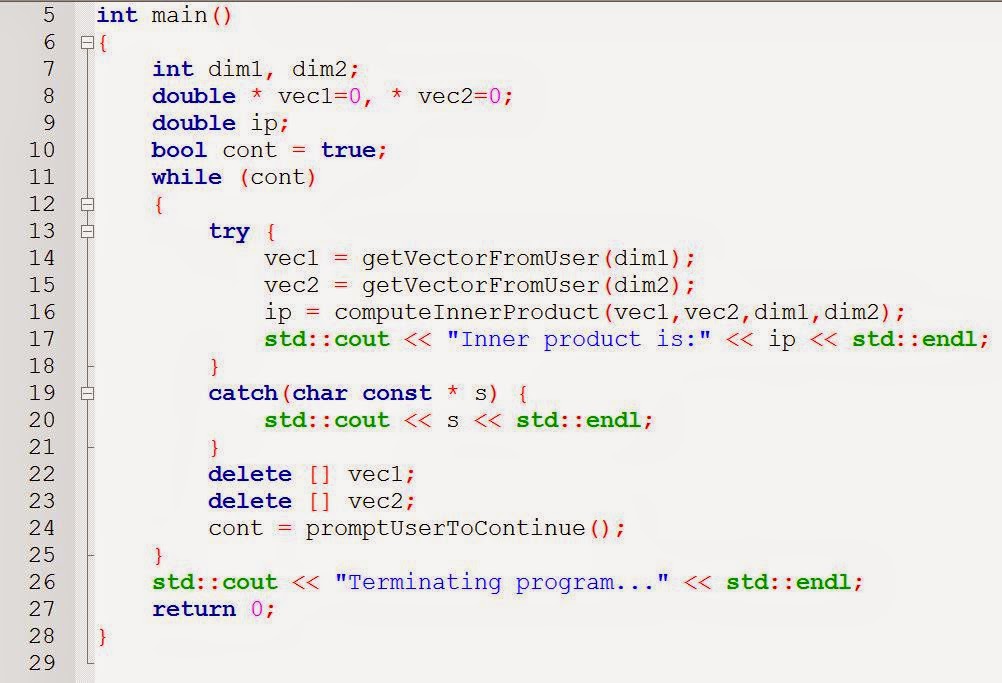 5 int main()
6 {
7 int dim1, dim2;
8 double * vec1=0, * vec2=0;
9 double ip;
10 bool cont = true;
11 while (cont)
12 {
13 try {
14 vec1 = getVectorFromUser(dim1);
15 vec2 = getVectorFromUser(dim2);
16 ip = computeInnerProduct(vec1,vec2,dim1,dim2);
17 std::cout << "Inner product is:" << ip << std::endl;
18 }
19 catch(char const * s) {
20 std::cout << s << std::endl;
21 }
22 delete [] vec1;
23 delete [] vec2;
24 cont = promptUserToContinue();
25 }
26 std::cout << "Terminating program..." << std::endl;
27 return 0;
28 }
29